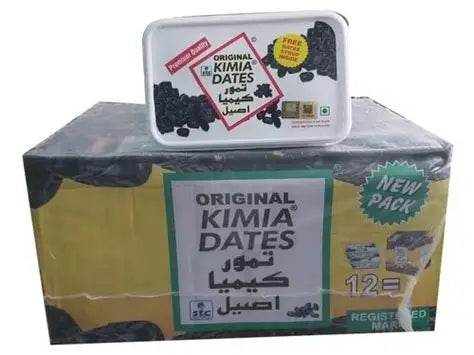 Premium Quality
ORIGINAL
KIMIA®
DATES
تمور
كيميا
اصيل
FREE
DATES
SYRUP
INSIDE
ORIGINAL
KIMIA®
DATES
تمور
كيميا
اصيل
stc
NEW
PACK
12=
REGISTERED
MARK